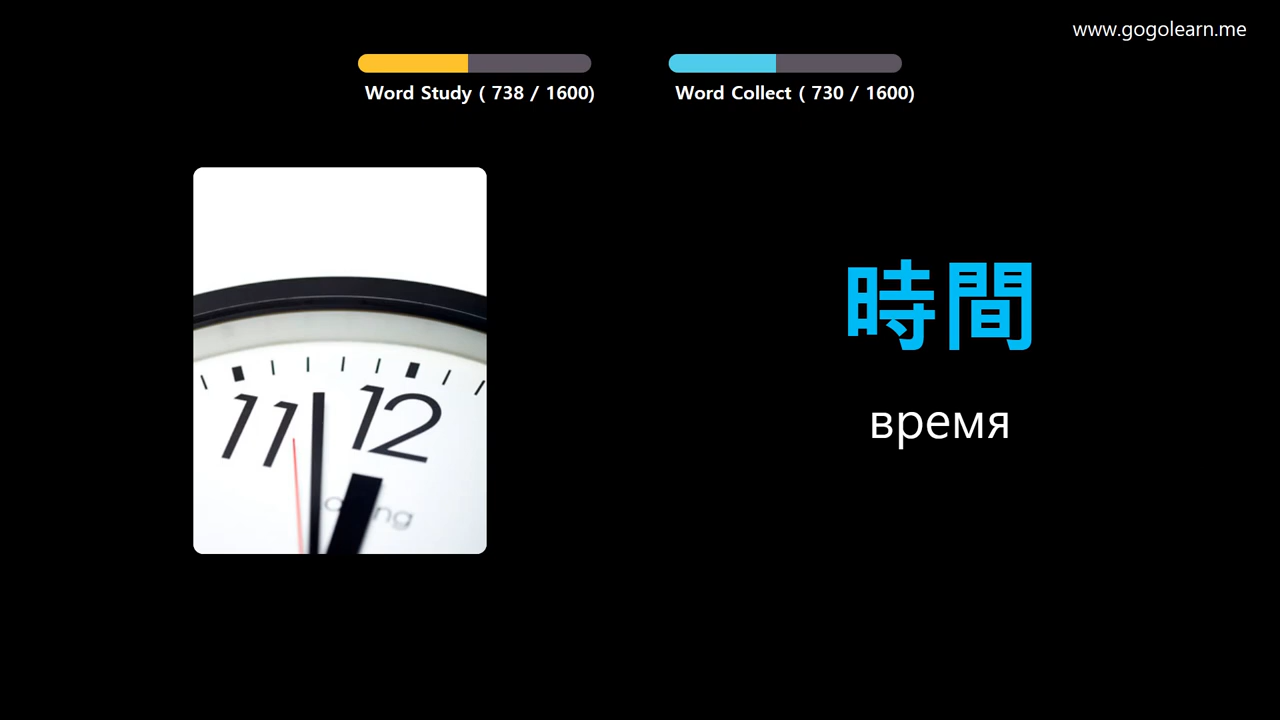 www.gogolearn.me
Word Study ( 738 / 1600)
Word Collect ( 730 / 1600)
11 12
時間
время